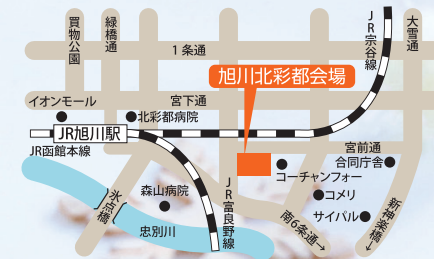 買物公園
緑橋通
JR宗谷線
大雪通
1条通
旭川北彩都会場
イオンモール
宮下通
北彩都病院
JR旭川駅
JR函館本線
宮前通
合同庁舎
コーチャンフォー
氷点橋
森山病院
JR富良野線
コメリ
新神楽橋↓
忠別川
南6条通→
サイパル